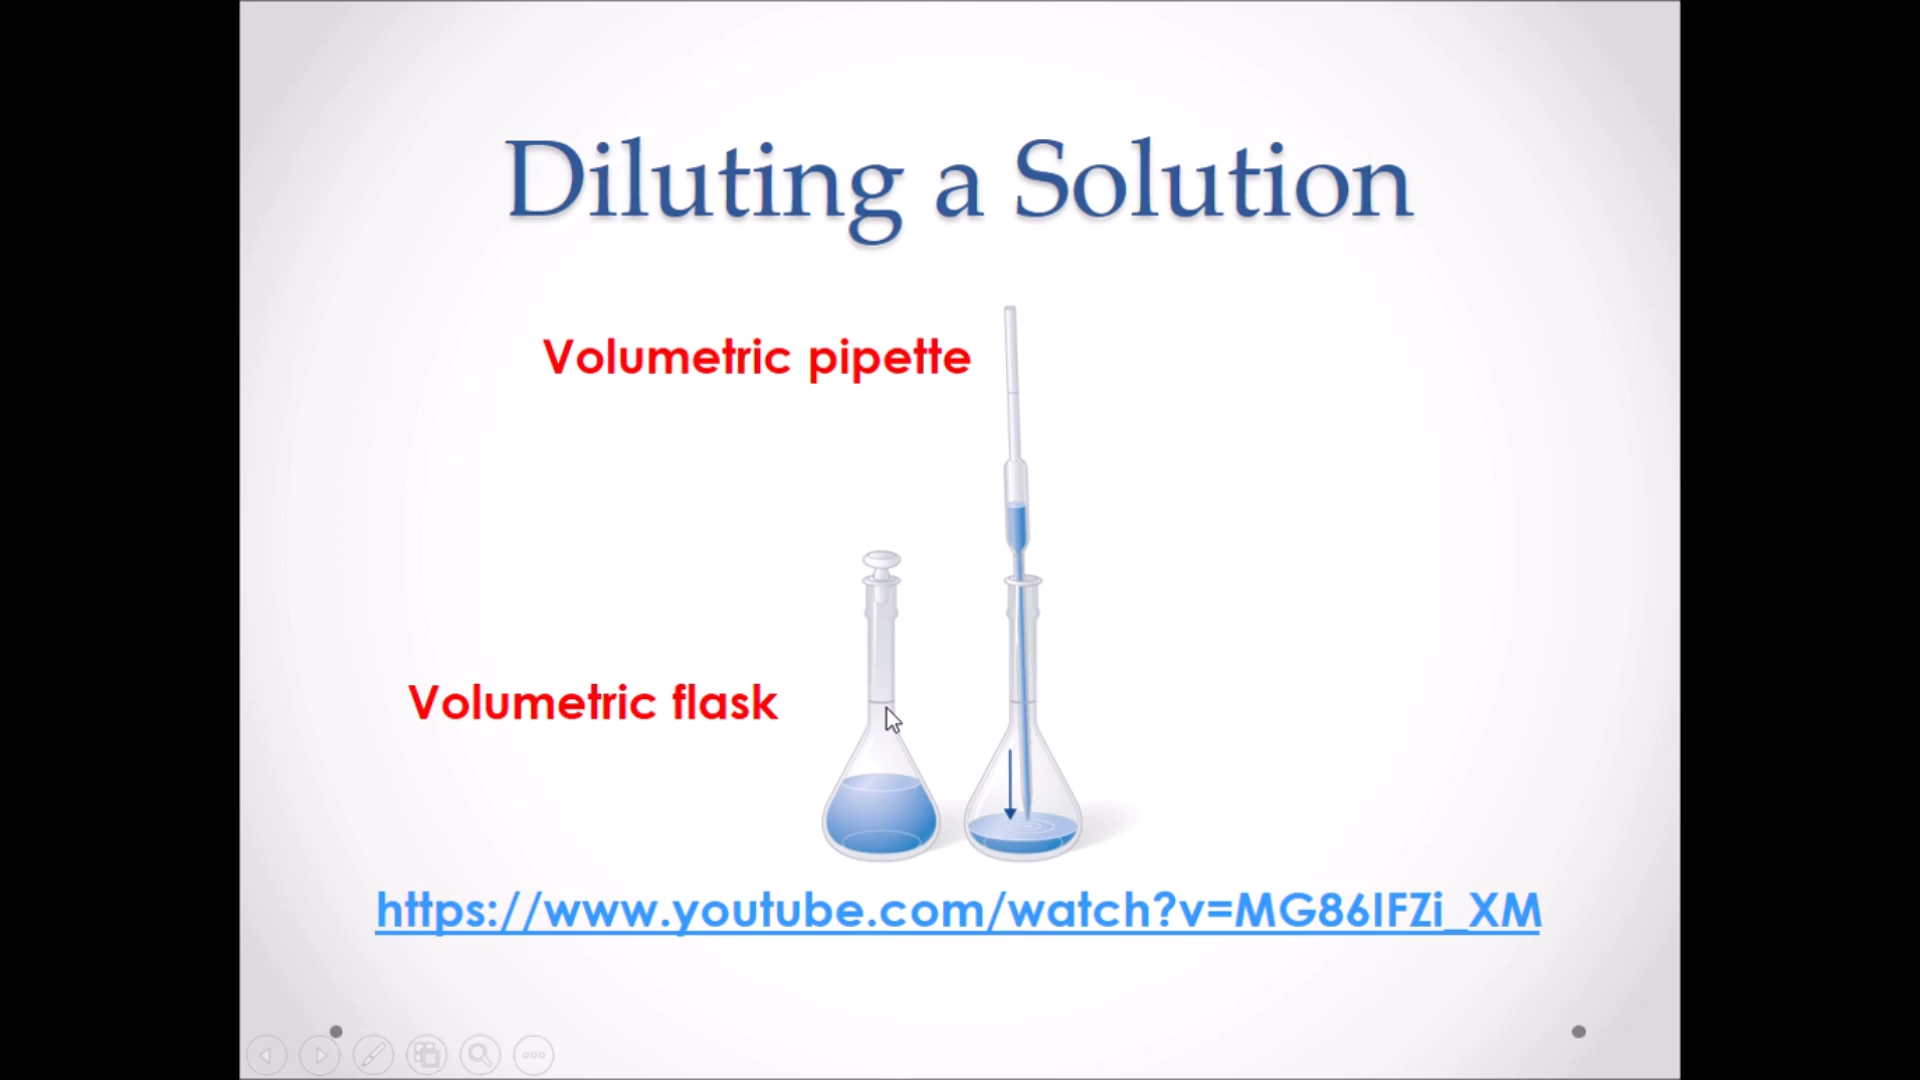 Diluting a Solution
Volumetric pipette
Volumetric flask
https://www.youtube.com/watch?v=MG86IFZi_XM